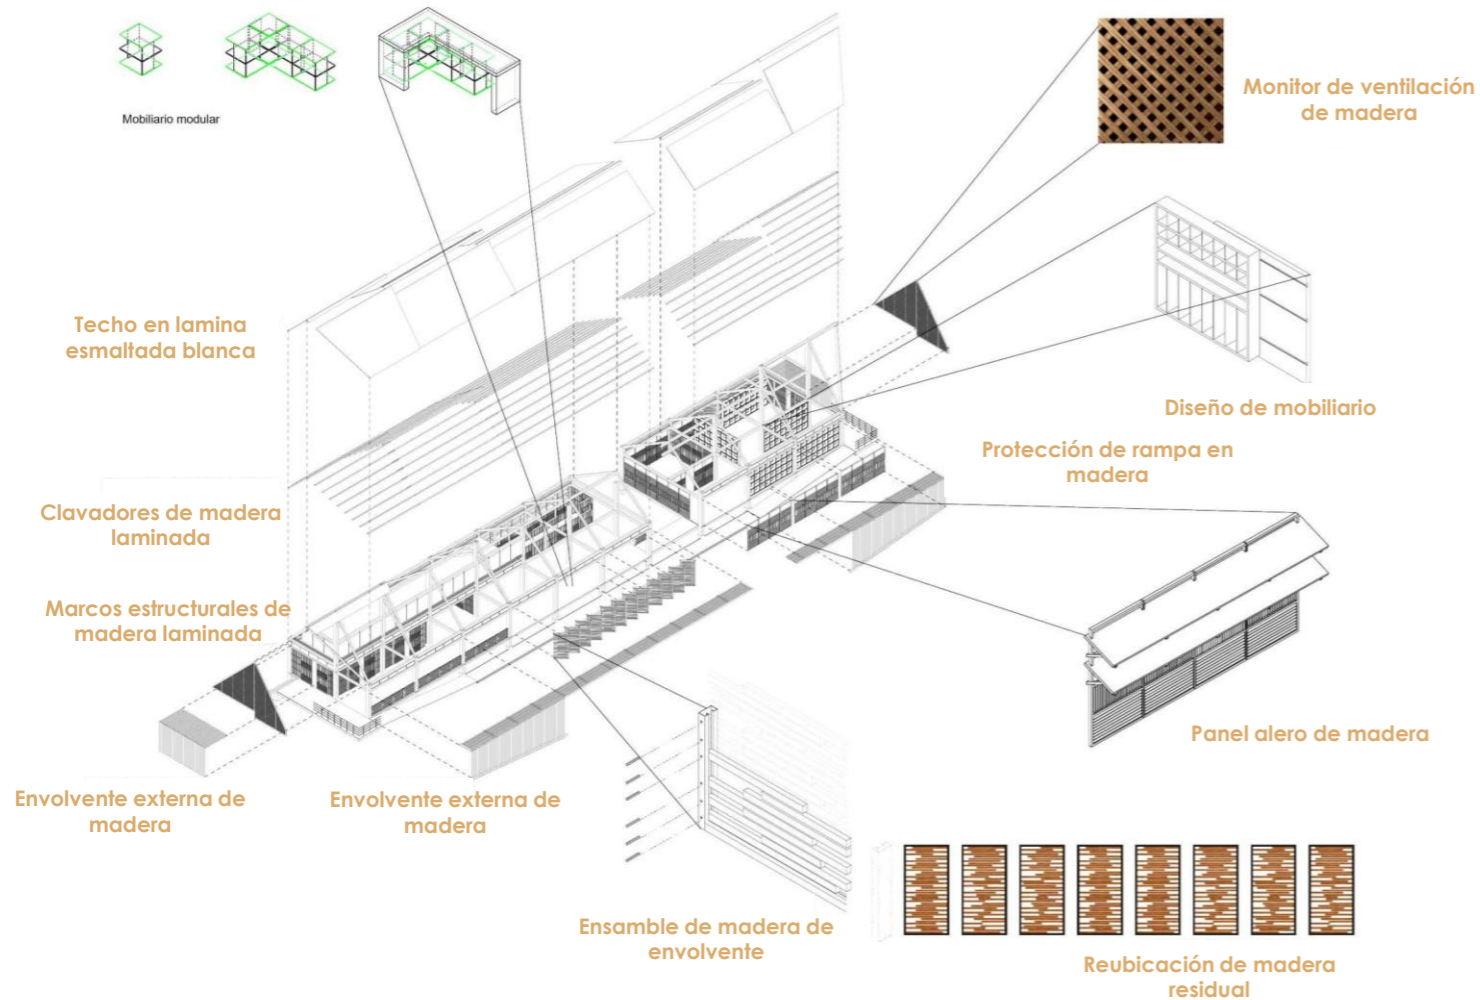 Mobiliario modular
Monitor de ventilación
de madera
Techo en lamina
esmaltada blanca
Diseño de mobiliario
Protección de rampa en
madera
Clavadores de madera
laminada
Marcos estructurales de
madera laminada
Panel alero de madera
Envolvente externa de
madera
Envolvente externa de
madera
Ensamble de madera de
envolvente
Reubicación de madera
residual